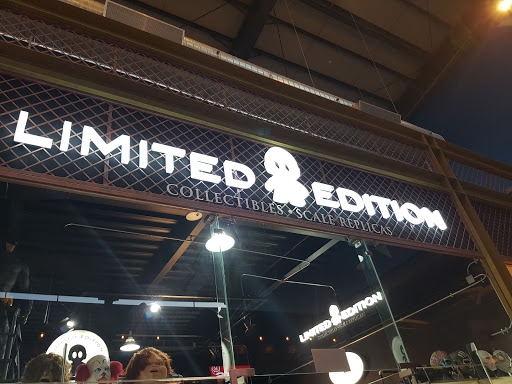 LIMITED EDITION
COLLECTIBLES • SCALE REPLICAS
LIMITED EDITION